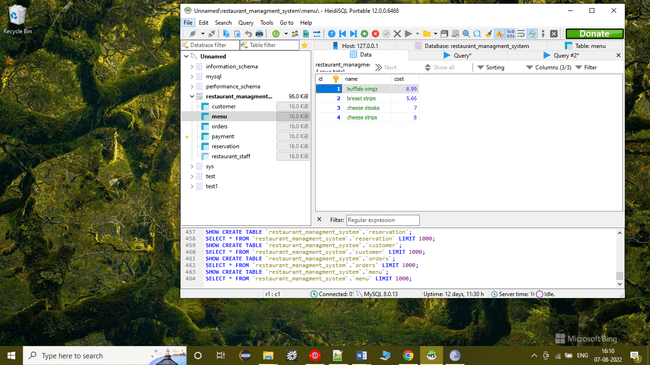 Recycle Bin
Unnamed\restaurant_managment_system\menu\ - HeidiSQL Portable 12.0.0.6468
File Edit Search Query Tools Go to Help
Donate
Database filter Table filter
Host: 127.0.0.1 Database: restaurant_managment_system Table: menu
Data Query* Query #2*
Unnamed
information_schema
mysql
performance_schema
restaurant_managment... 96.0 KiB
customer 16.0 KiB
menu 16.0 KiB
orders 16.0 KiB
payment 16.0 KiB
reservation 16.0 KiB
restaurant_staff 16.0 KiB
sys
test
test1
Next Show all Sorting Columns (3/3) Filter
id name cost
1 buffalo wingz 8.99
2 breast strips 5.66
3 cheese steaks 7
4 cheese strips 8
Filter: Regular expression
457 SHOW CREATE TABLE `restaurant_managment_system`.`reservation`;
458 SELECT * FROM `restaurant_managment_system`.`reservation` LIMIT 1000;
459 SHOW CREATE TABLE `restaurant_managment_system`.`customer`;
460 SELECT * FROM `restaurant_managment_system`.`customer` LIMIT 1000;
461 SHOW CREATE TABLE `restaurant_managment_system`.`orders`;
462 SELECT * FROM `restaurant_managment_system`.`orders` LIMIT 1000;
463 SHOW CREATE TABLE `restaurant_managment_system`.`menu`;
464 SELECT * FROM `restaurant_managment_system`.`menu` LIMIT 1000;
r1 : c1 Connected: 0' MySQL 8.0.13 Uptime: 12 days, 11:30 h Server time: 1 Idle.
Microsoft Bing
Type here to search
ENG
16:10
07-08-2022